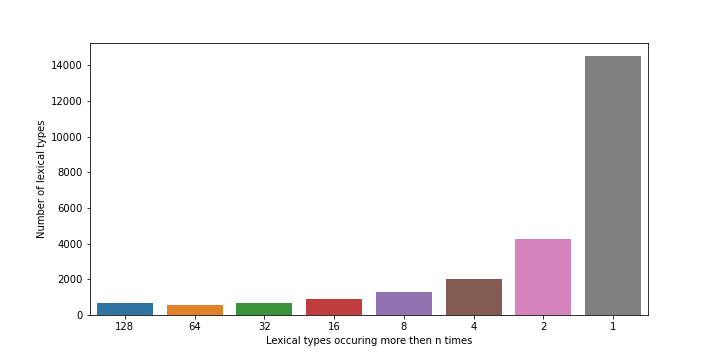 14000
12000
10000
8000
6000
4000
2000
0
Number of lexical types
128 64 32 16 8 4 2 1
Lexical types occuring more then n times